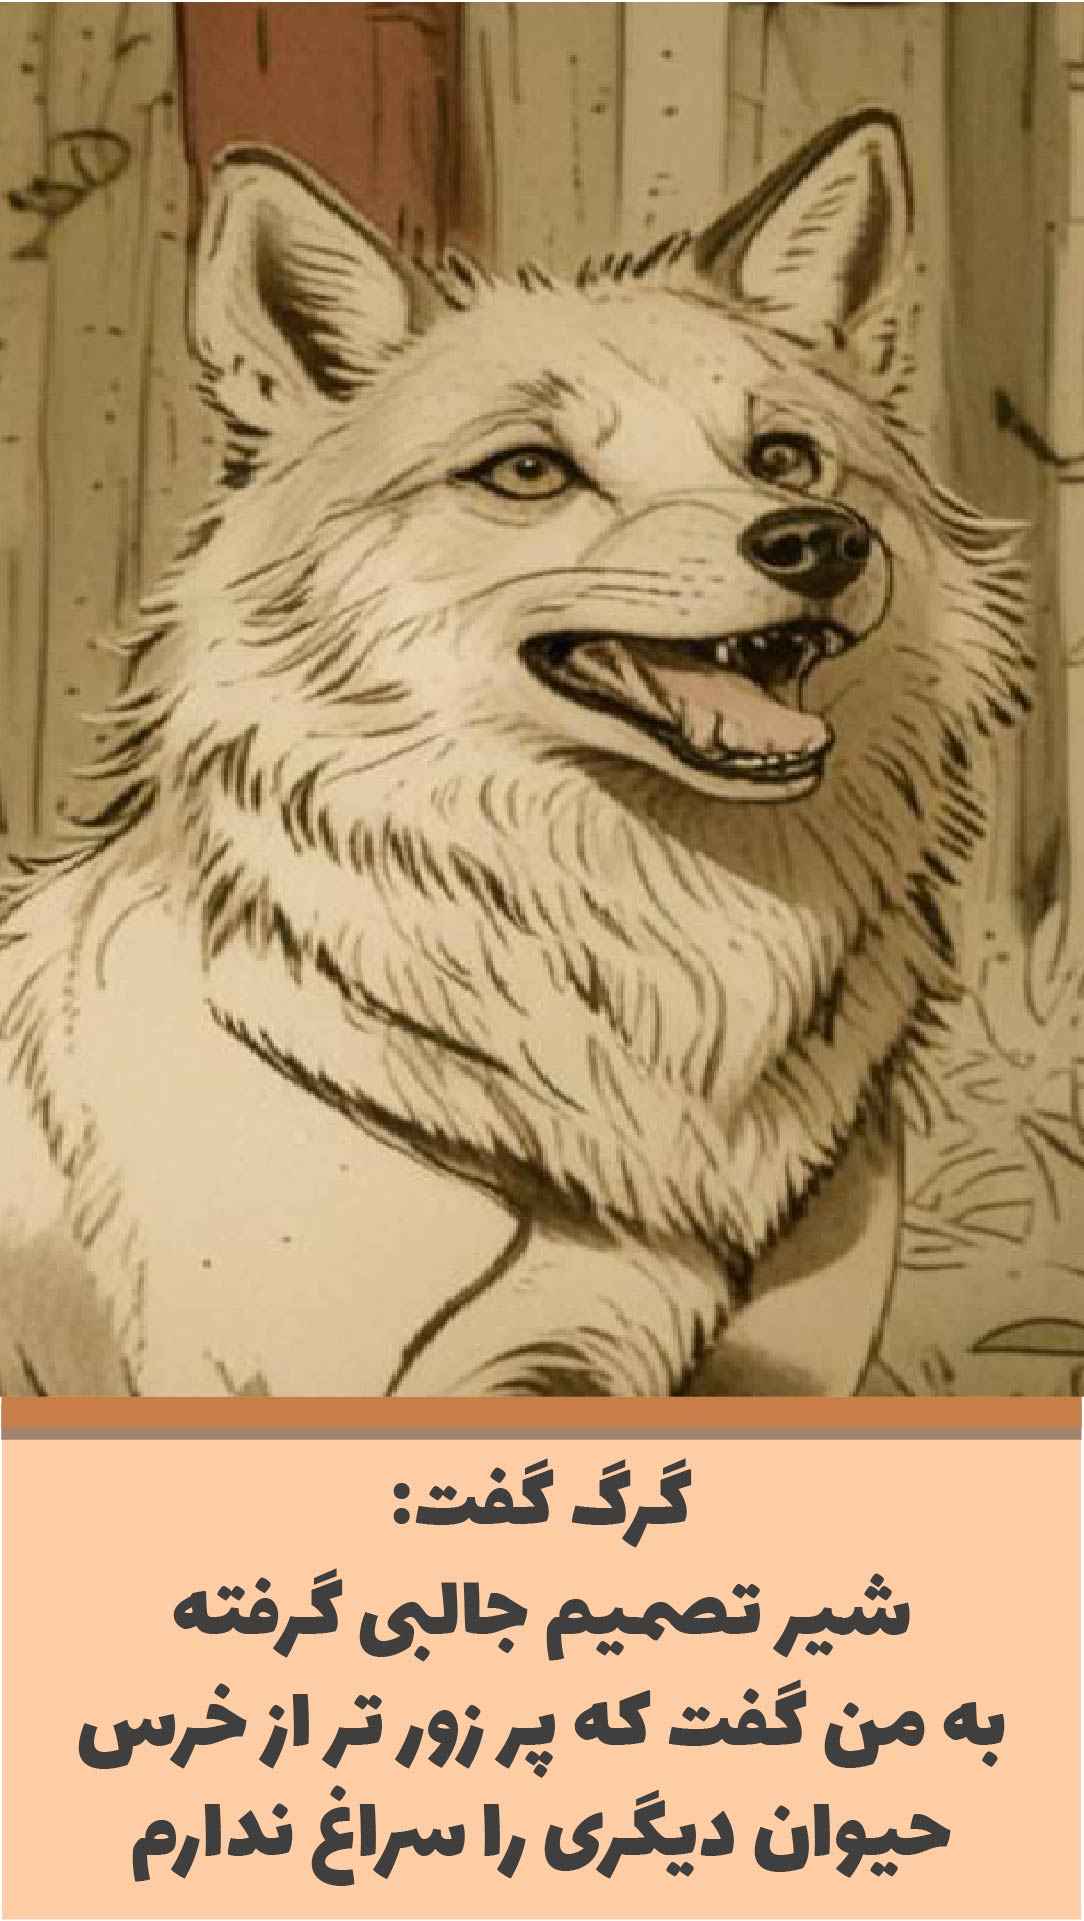 گرگ گفت:
شیر تصمیم جالبی گرفته
به من گفت که پر زور تر از خرس
حیوان دیگری را سراغ ندارم